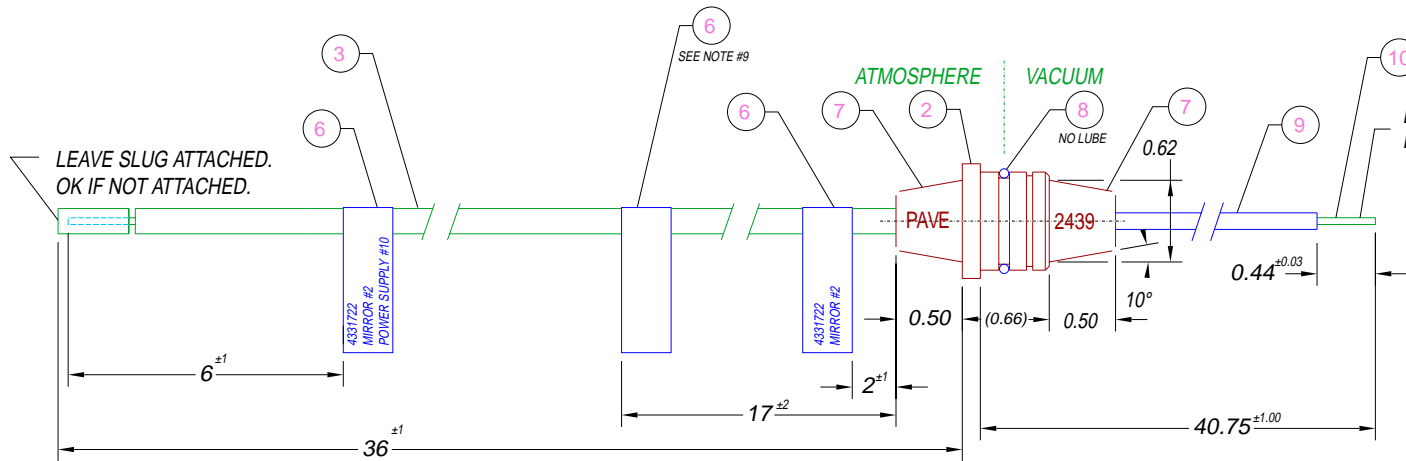 6
SEE NOTE #9
3
ATMOSPHERE
VACUUM
10
6
6
7
2
8
NO LUBE
7
9
0.62
LEAVE SLUG ATTACHED.
OK IF NOT ATTACHED.
PAVE
2439
4331722
MIRROR #2
POWER SUPPLY #10
4331722
MIRROR #2
0.44 ±0.03
10°
0.50
(0.66)
0.50
6 ±1
2 ±1
17 ±2
40.75 ±1.00
36 ±1